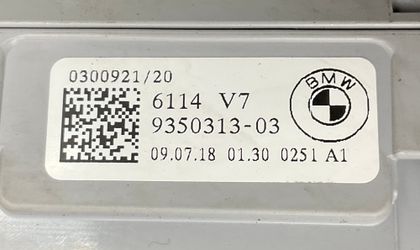 0300921/20
BMW
6114 V7
9350313-03
09.07.18 01.30 0251 A1